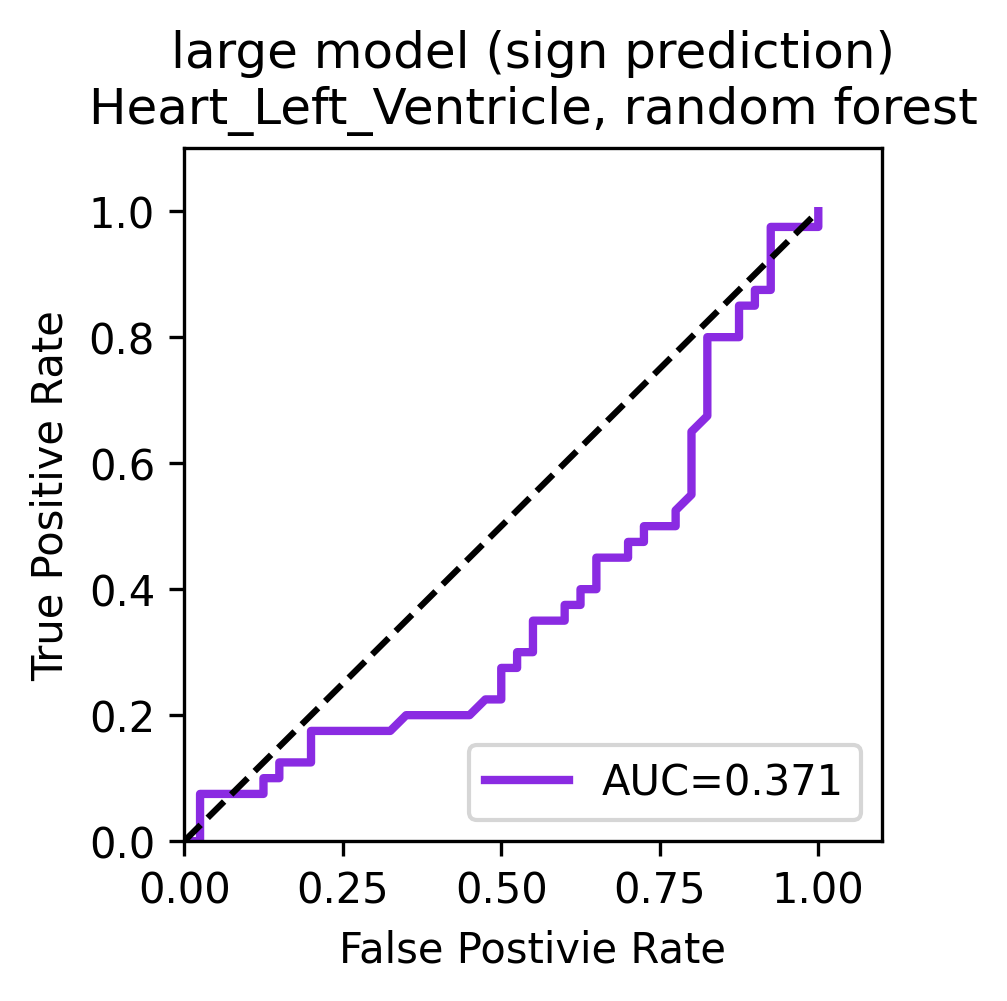 large model (sign prediction)
Heart_Left_Ventricle, random forest
True Positive Rate
1.0
0.8
0.6
0.4
0.2
0.0
AUC=0.371
0.00 0.25 0.50 0.75 1.00
False Postivie Rate